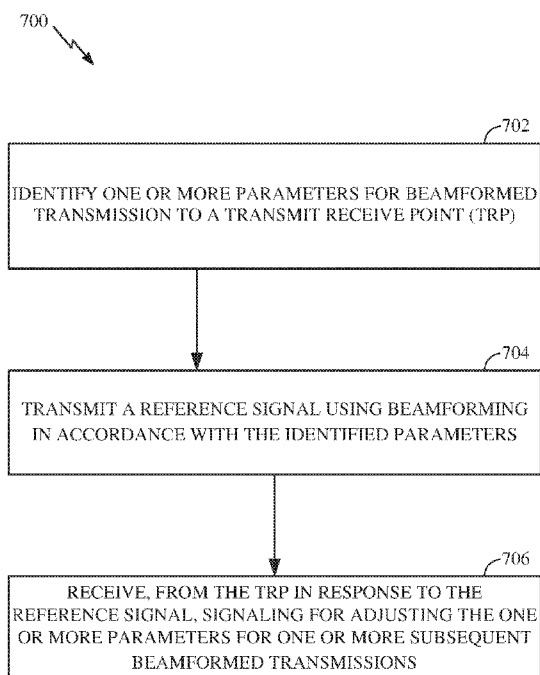 700
702
IDENTIFY ONE OR MORE PARAMETERS FOR BEAMFORMED
TRANSMISSION TO A TRANSMIT RECEIVE POINT (TRP)
704
TRANSMIT A REFERENCE SIGNAL USING BEAMFORMING
IN ACCORDANCE WITH THE IDENTIFIED PARAMETERS
706
RECEIVE, FROM THE TRP IN RESPONSE TO THE
REFERENCE SIGNAL, SIGNALING FOR ADJUSTING THE ONE
OR MORE PARAMETERS FOR ONE OR MORE SUBSEQUENT
BEAMFORMED TRANSMISSIONS